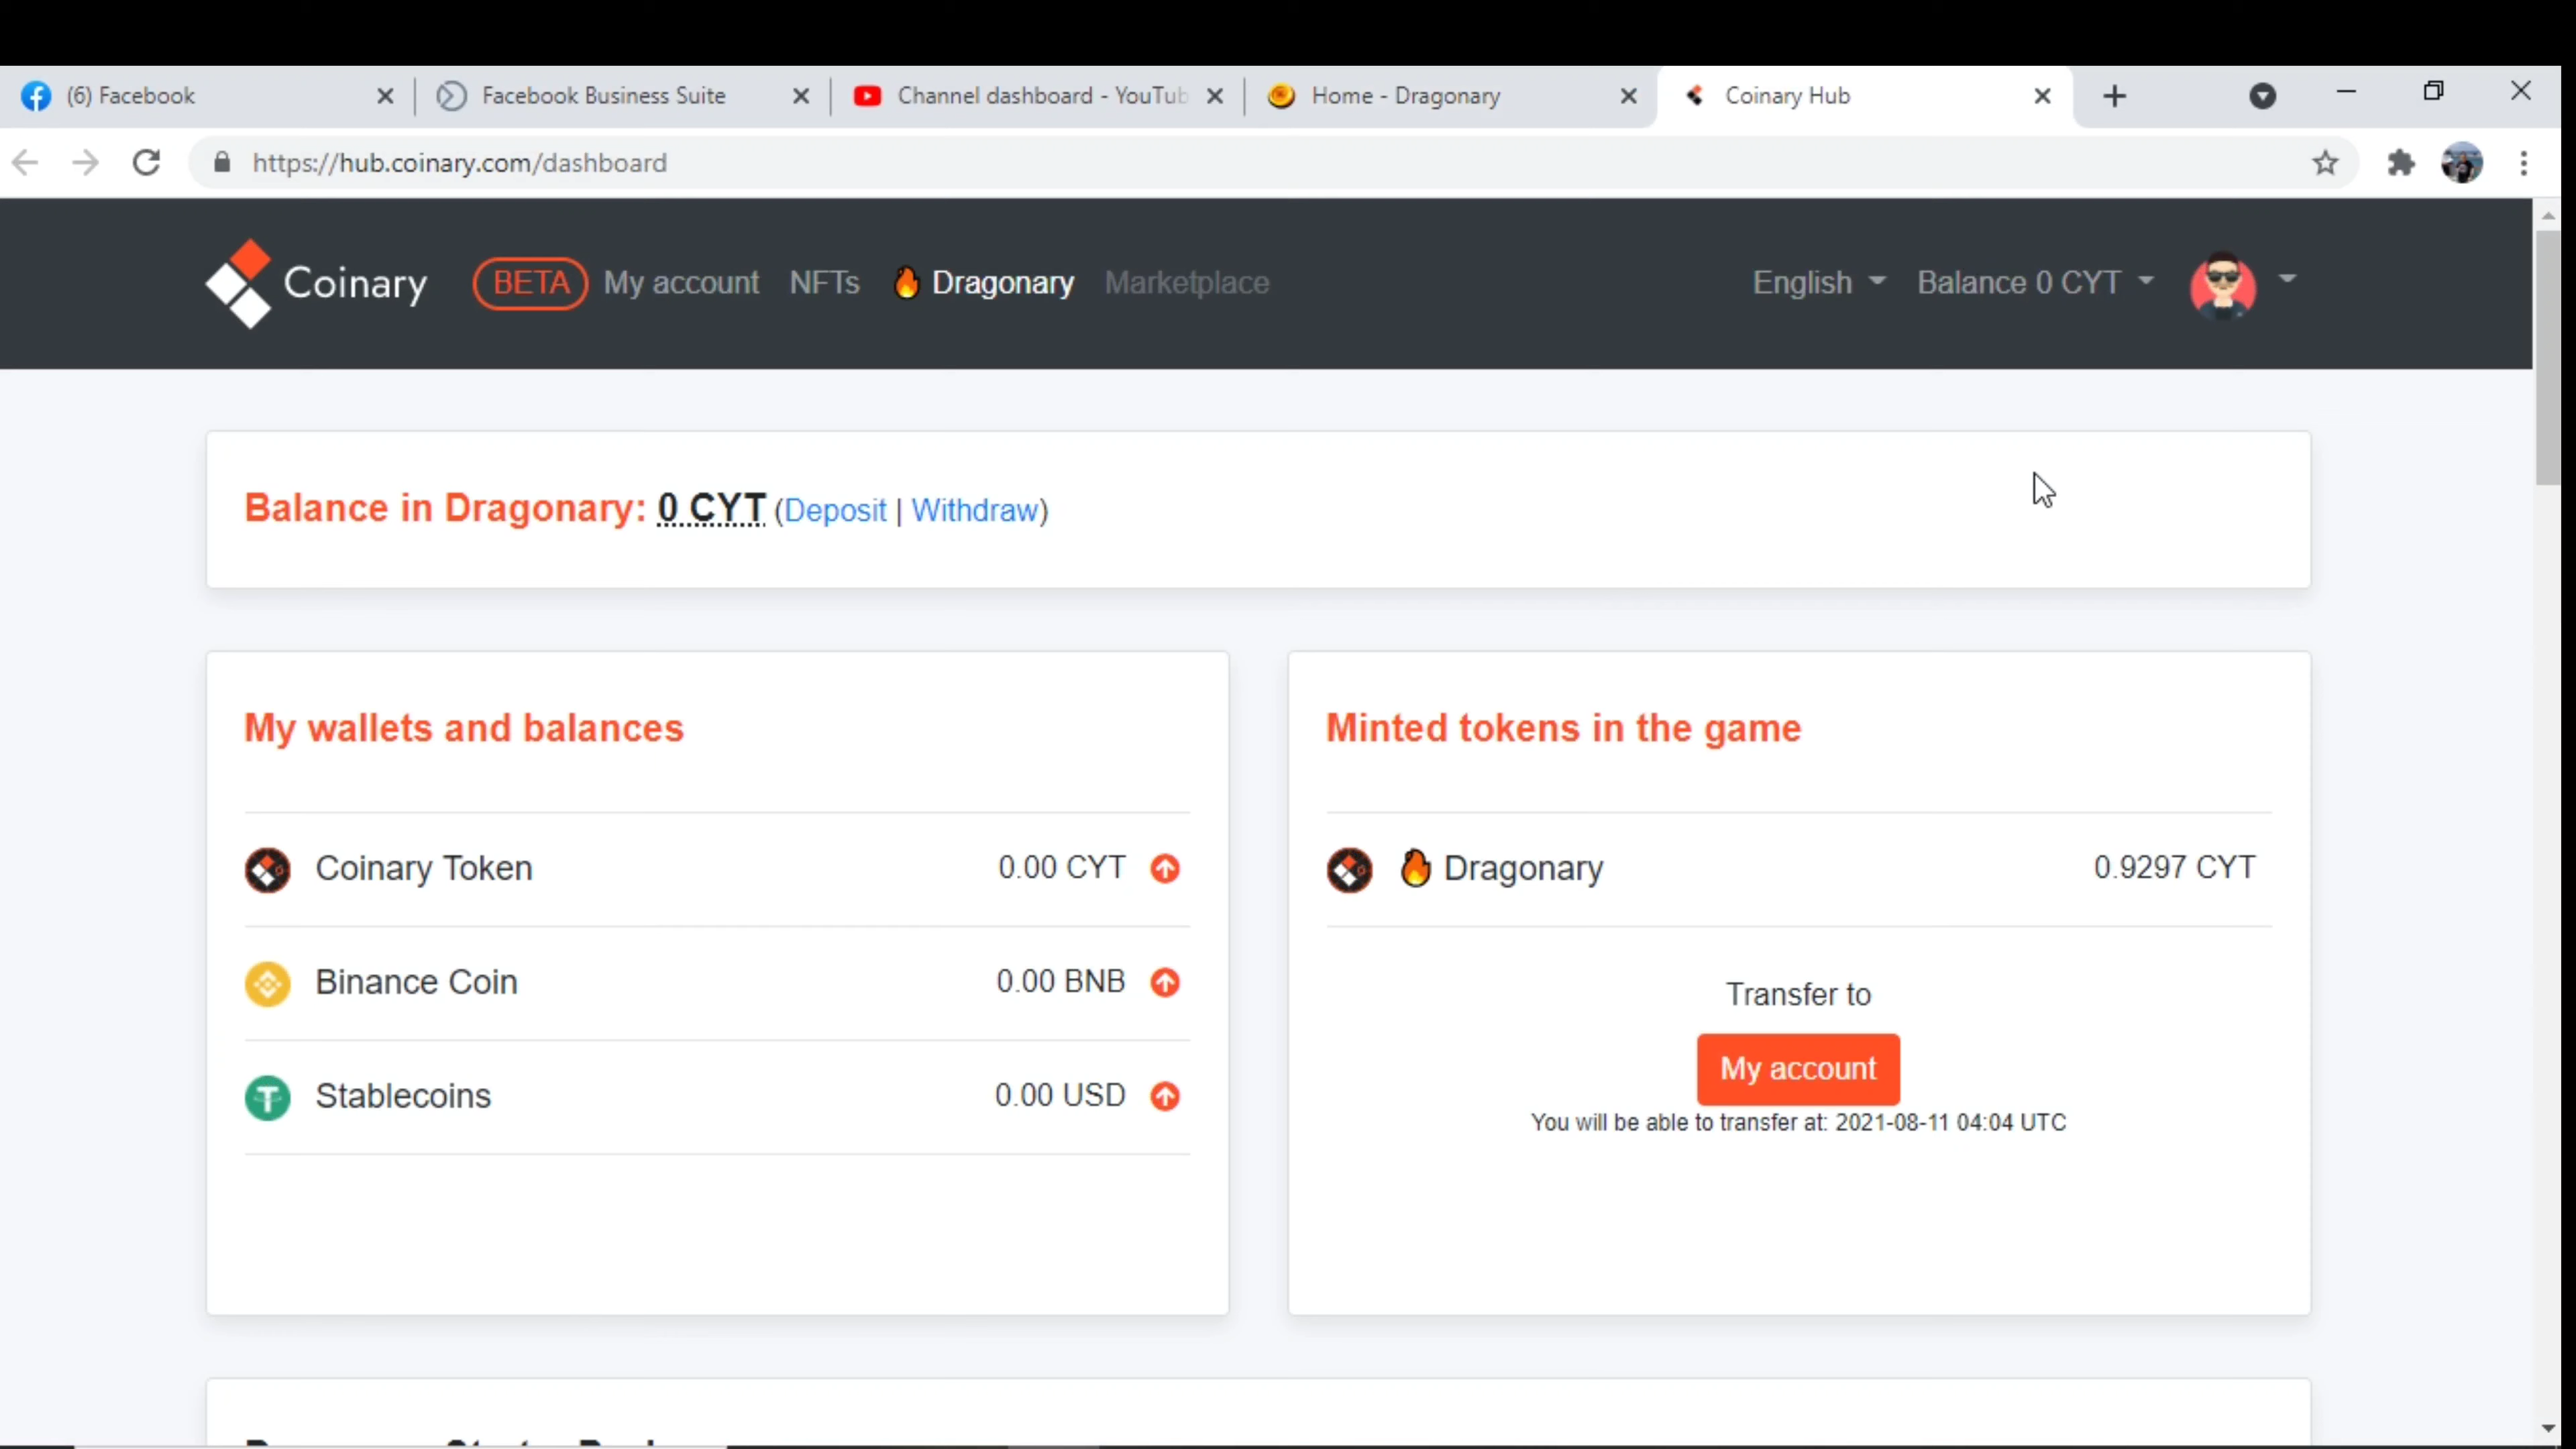 (6) Facebook
Facebook Business Suite
Channel dashboard - YouTub
Home - Dragonary
Coinary Hub
https://hub.coinary.com/dashboard
Coinary
BETA
My account
NFTs
Dragonary
Marketplace
English
Balance 0 CYT
Balance in Dragonary: 0 CYT (Deposit | Withdraw)
My wallets and balances
Coinary Token 0.00 CYT
Binance Coin 0.00 BNB
Stablecoins 0.00 USD
Minted tokens in the game
Dragonary 0.9297 CYT
Transfer to
My account
You will be able to transfer at: 2021-08-11 04:04 UTC